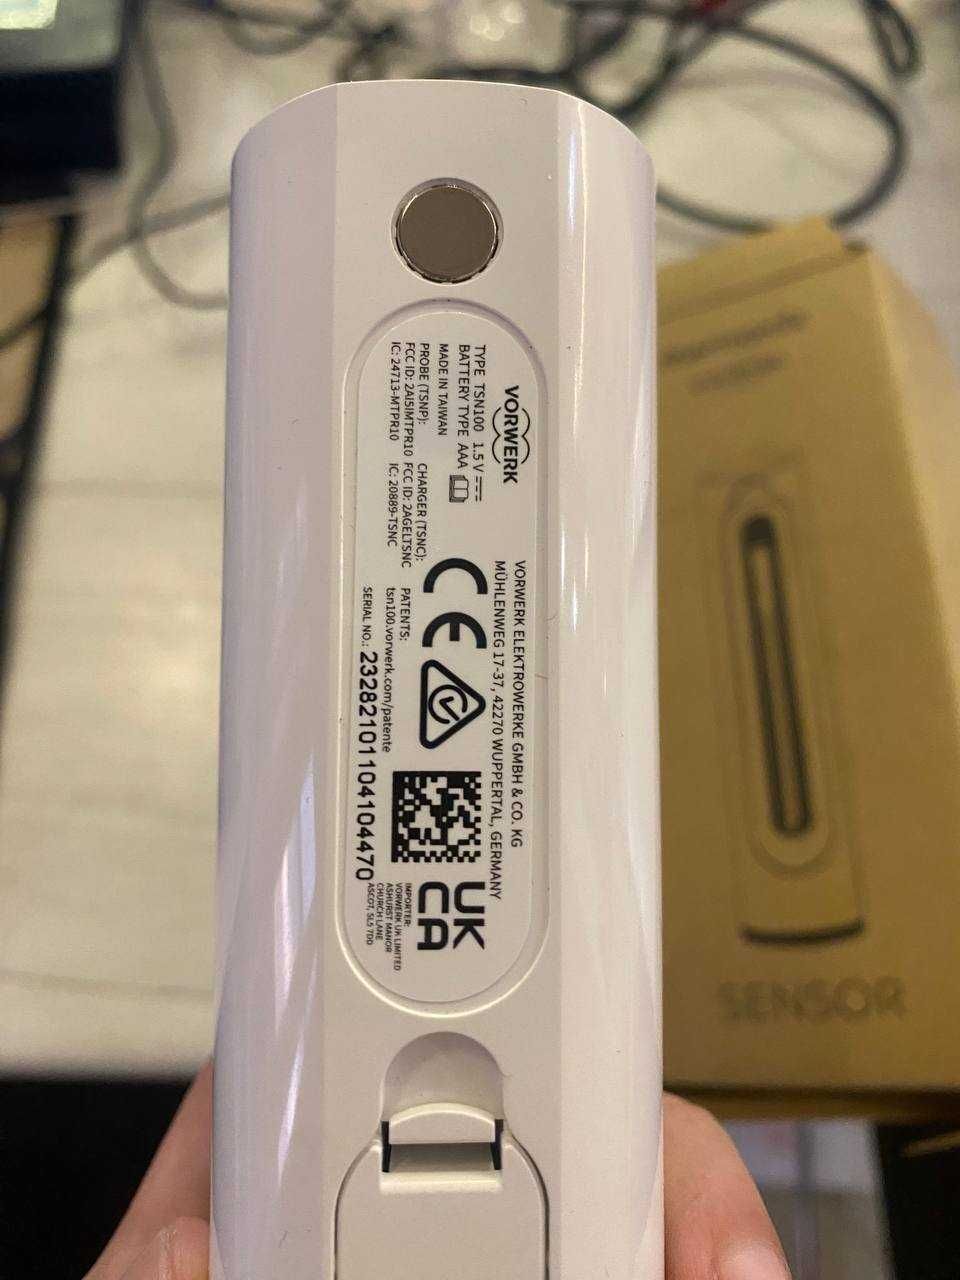 VORWERK
TYPE TSN100 1.5 V
BATTERY TYPE AAA
MADE IN TAIWAN
PROBE (TSNP):
FCC ID: 2AI5IMTPR10
IC: 24713-MTPR10
CHARGER (TSNC):
FCC ID: 2AGELTSNC
IC: 20889-TSNC
VORWERK ELEKTROWERKE GMBH & CO. KG
MÜHLENWEG 17-37, 42270 WUPPERTAL, GERMANY
CE
PATENTS:
tsn100.vorwerk.com/patente
SERIAL NO.: 23282101104104470
UK
CA
IMPORTER:
VORWERK UK LIMITED
ASHURST MANOR
CHURCH LANE
ASCOT, SL5 7DD
SENSOR